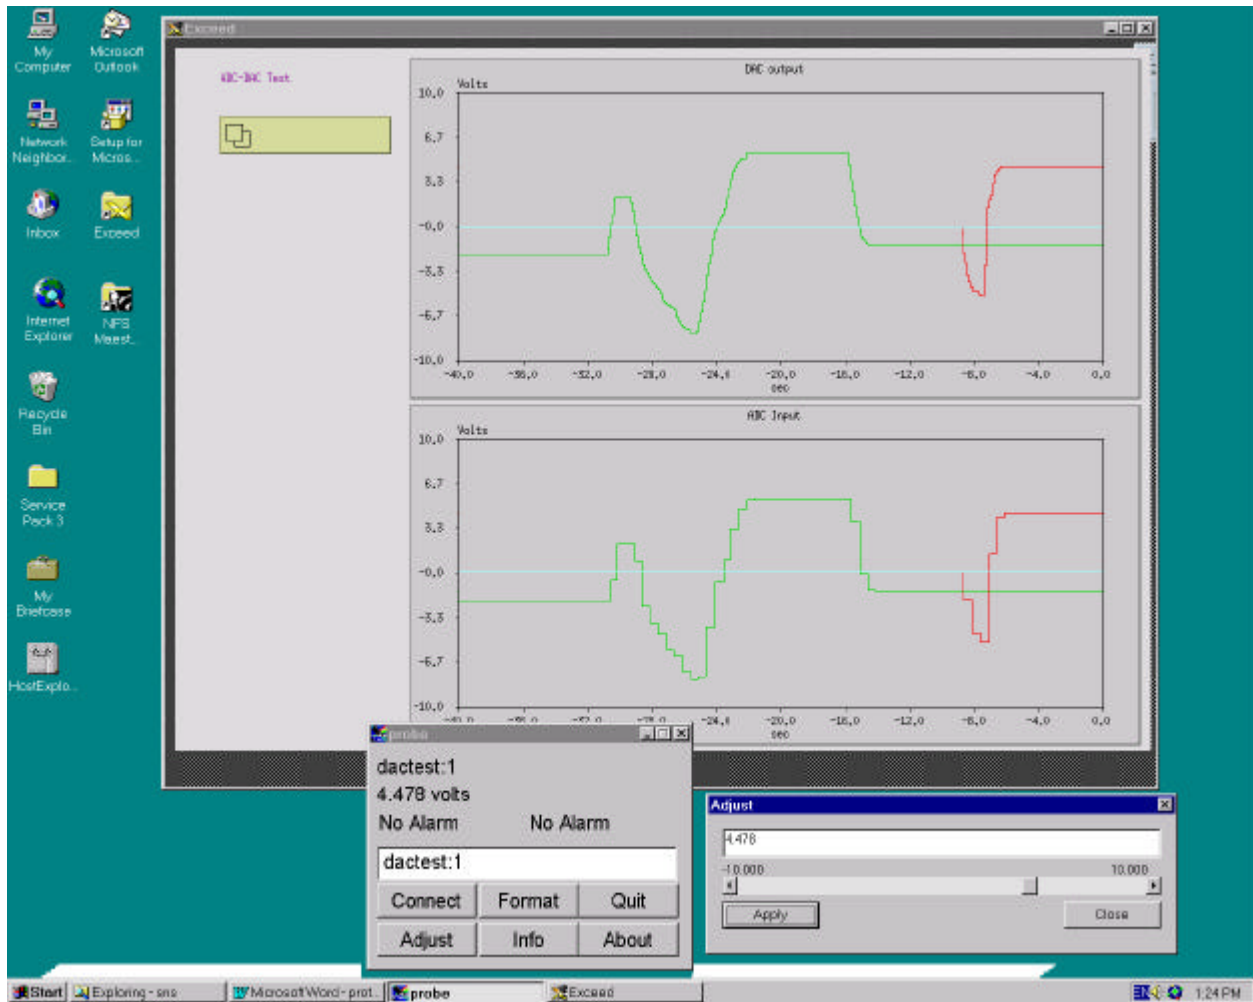 My Computer
Microsoft Outlook
Network Neighbor...
Setup for Micros...
Inbox
Exceed
Internet Explorer
NFS Maest...
Recycle Bin
Service Pack 3
My Briefcase
HostExplo...
Exceed
ADC-DAC Test
DAC output
Volts
10.0
6.7
3.3
-0.0
-3.3
-6.7
-10.0
-40.0 -36.0 -32.0 -28.0 -24.0 -20.0 -16.0 -12.0 -8.0 -4.0 0.0
sec
ADC Input
Volts
10.0
6.7
3.3
-0.0
-3.3
-6.7
-10.0
-24.0 -20.0 -16.0 -12.0 -8.0 -4.0 0.0
sec
probe
dactest:1
4.478 volts
No Alarm No Alarm
dactest:1
Connect Format Quit
Adjust Info About
Adjust
4.478
-10.000 10.000
Apply Close
Start Exploring - sns Microsoft Word - prot... probe Exceed EN 1:24 PM